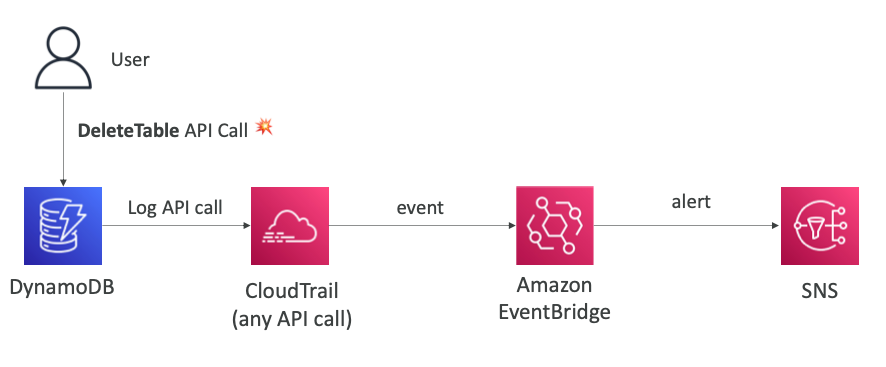 User
DeleteTable API Call 💥
Log API call
event
alert
DynamoDB
CloudTrail
(any API call)
Amazon
EventBridge
SNS